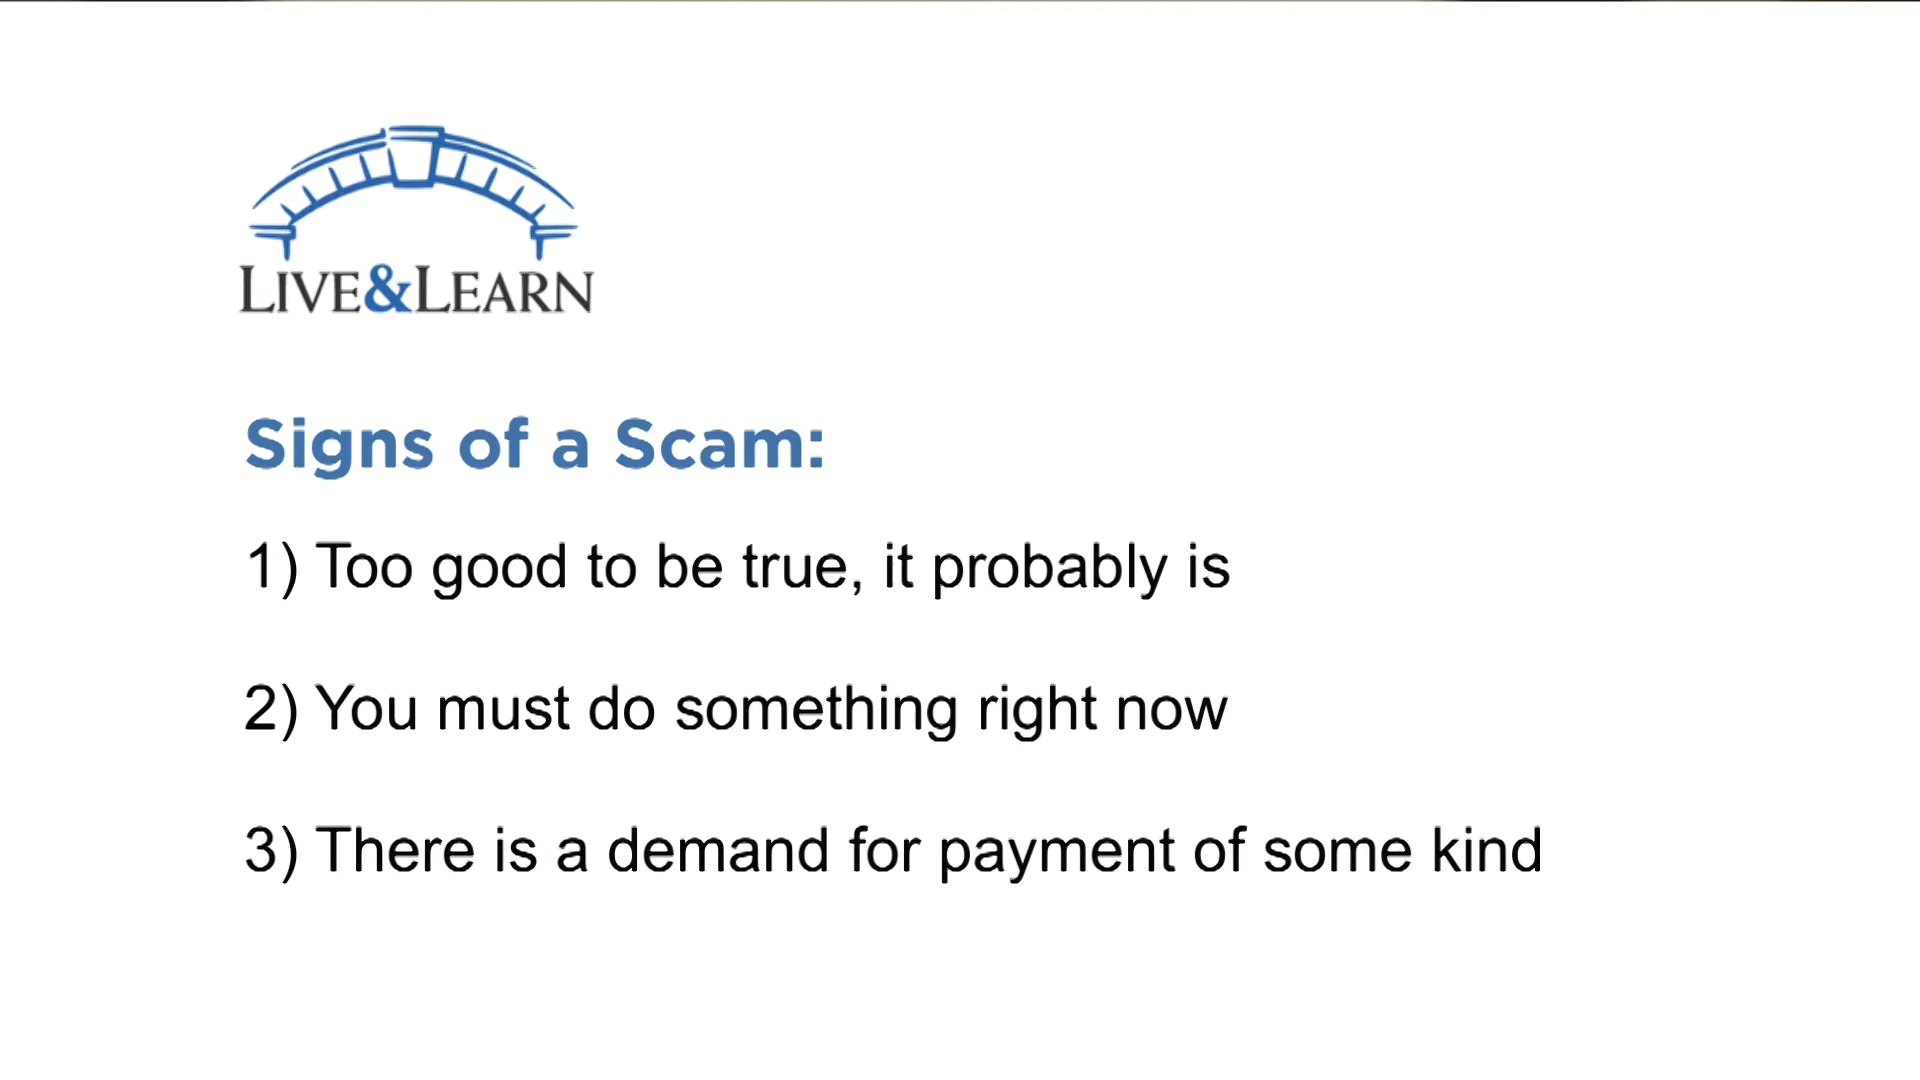 LIVE&LEARN
Signs of a Scam:
1) Too good to be true, it probably is
2) You must do something right now
3) There is a demand for payment of some kind